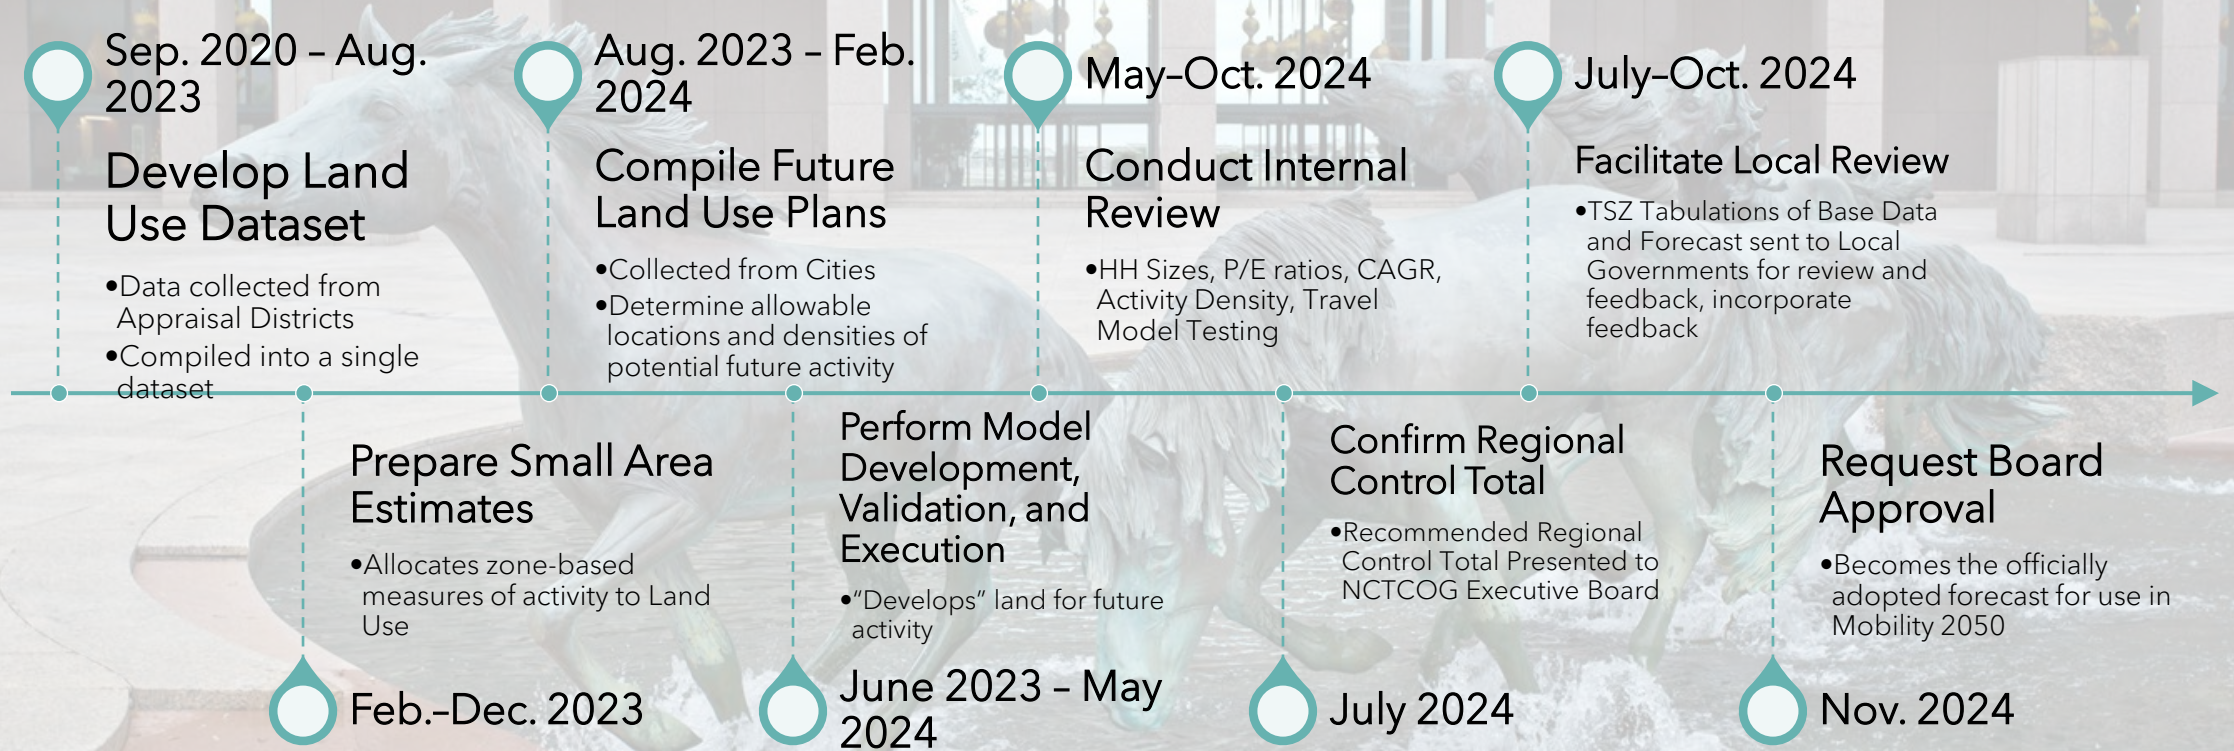 Sep. 2020 – Aug.
2023
Develop Land
Use Dataset
•Data collected from
Appraisal Districts
•Compiled into a single
dataset
Prepare Small Area
Estimates
•Allocates zone-based
measures of activity to Land
Use
Feb.–Dec. 2023
Aug. 2023 – Feb.
2024
Compile Future
Land Use Plans
•Collected from Cities
•Determine allowable
locations and densities of
potential future activity
Perform Model
Development,
Validation, and
Execution
•“Develops” land for future
activity
June 2023 – May
2024
May–Oct. 2024
Conduct Internal
Review
•HH Sizes, P/E ratios, CAGR,
Activity Density, Travel
Model Testing
Confirm Regional
Control Total
•Recommended Regional
Control Total Presented to
NCTCOG Executive Board
July 2024
July–Oct. 2024
Facilitate Local Review
•TSZ Tabulations of Base Data
and Forecast sent to Local
Governments for review and
feedback, incorporate
feedback
Request Board
Approval
•Becomes the officially
adopted forecast for use in
Mobility 2050
Nov. 2024